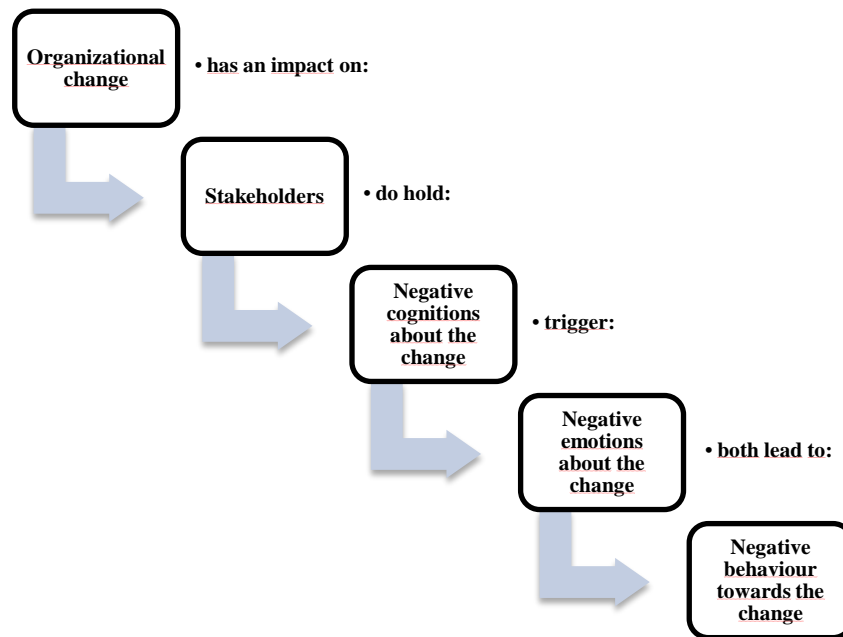 Organizational
change
• has an impact on:
Stakeholders
• do hold:
Negative
cognitions
about the
change
• trigger:
Negative
emotions
about the
change
• both lead to:
Negative
behaviour
towards the
change